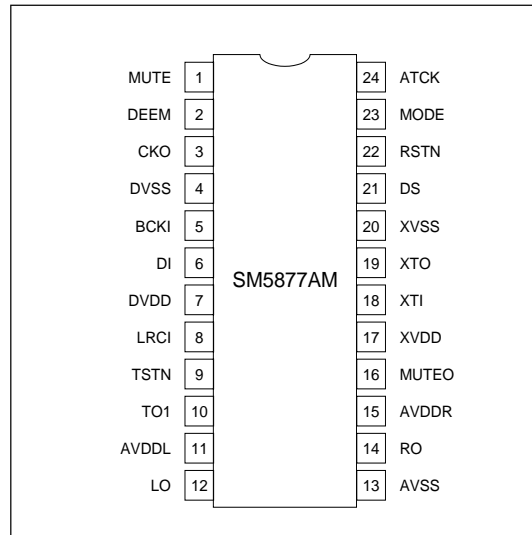 MUTE 1 24 ATCK
DEEM 2 23 MODE
CKO 3 22 RSTN
DVSS 4 21 DS
BCKI 5 20 XVSS
DI 6 19 XTO
SM5877AM
DVDD 7 18 XTI
LRCI 8 17 XVDD
TSTN 9 16 MUTEO
TO1 10 15 AVDDR
AVDDL 11 14 RO
LO 12 13 AVSS